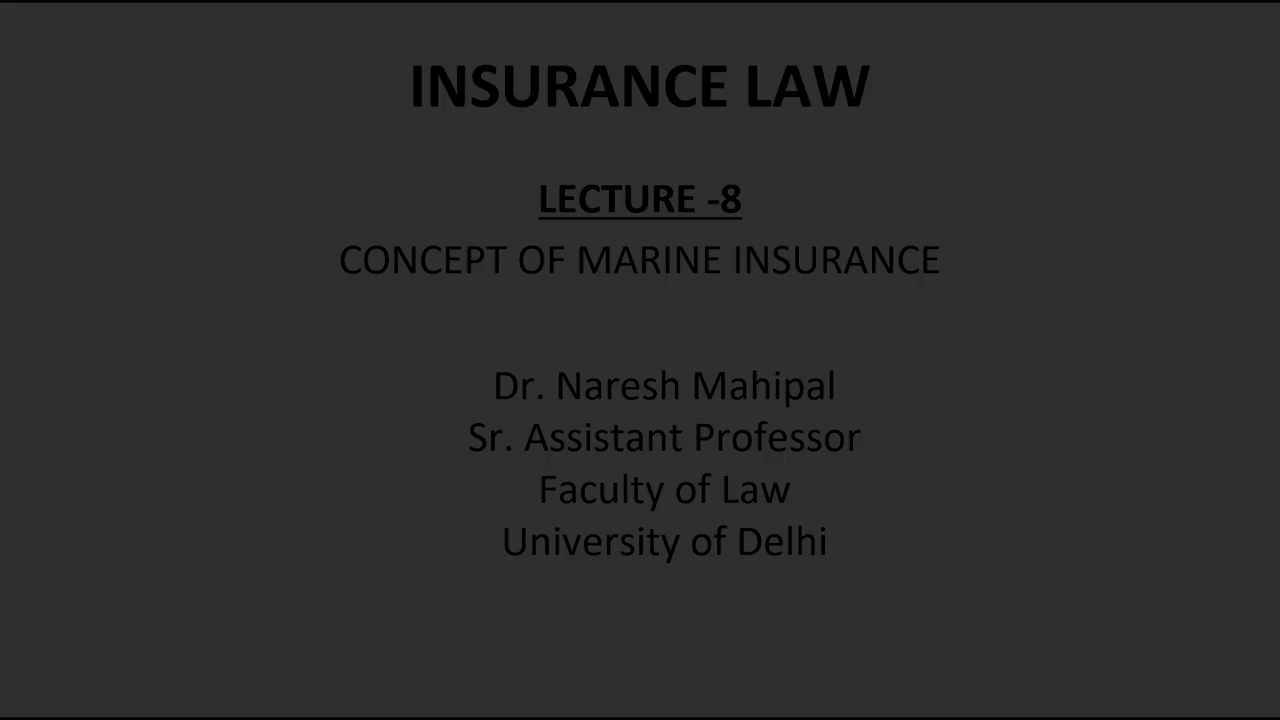 INSURANCE LAW
LECTURE -8
CONCEPT OF MARINE INSURANCE
Dr. Naresh Mahipal
Sr. Assistant Professor
Faculty of Law
University of Delhi